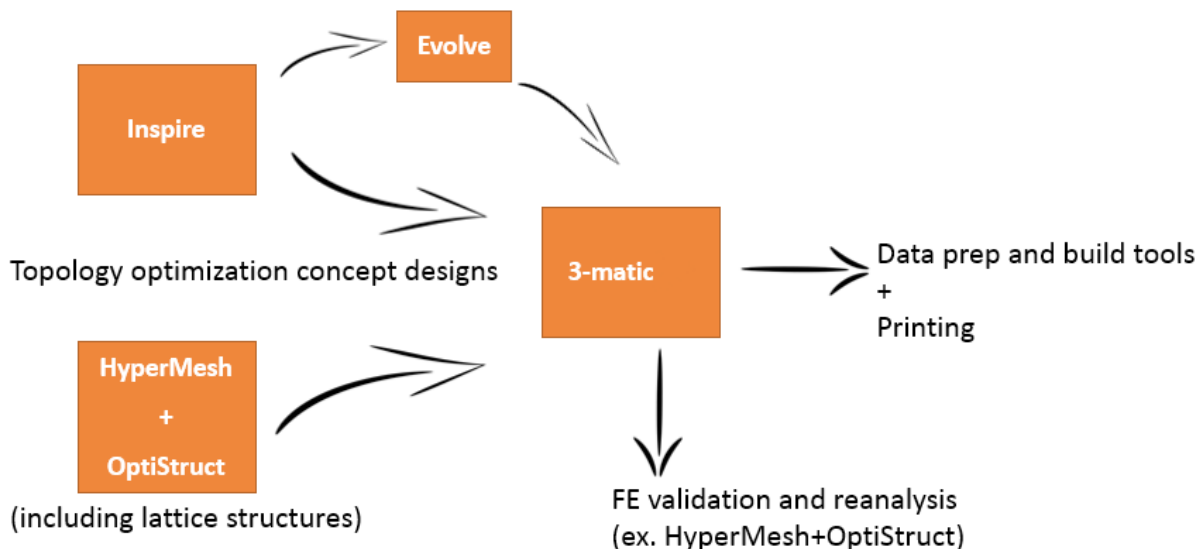 Evolve
Inspire
Topology optimization concept designs
3-matic
Data prep and build tools
+
Printing
HyperMesh
+
OptiStruct
(including lattice structures)
FE validation and reanalysis
(ex. HyperMesh+OptiStruct)